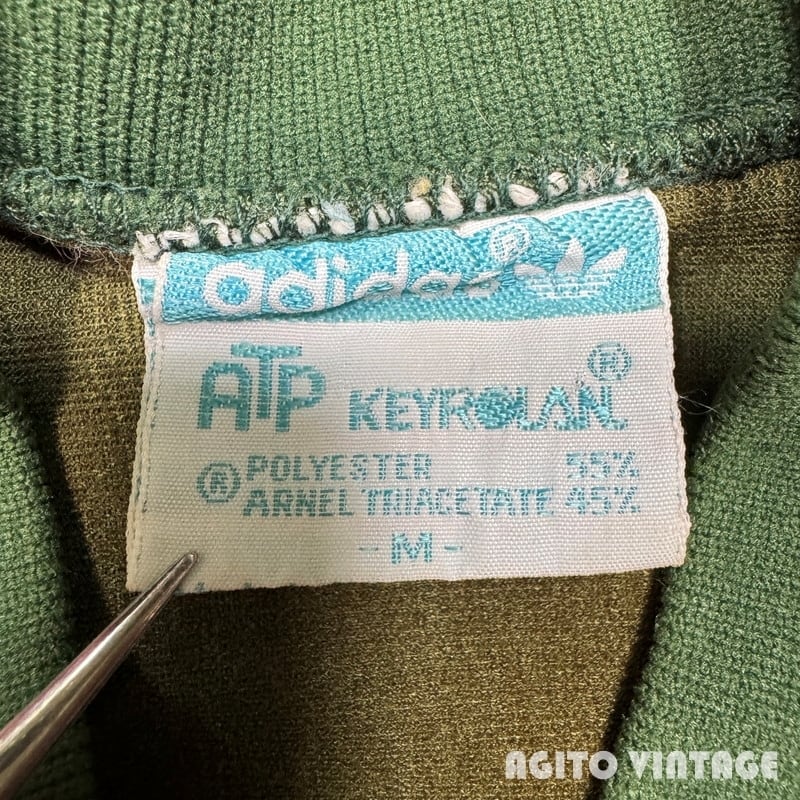 adidas®
ATP KEYROLAN®
® POLYESTER 55%
ARNEL TRIACETATE 45%
- M -
AGITO VINTAGE